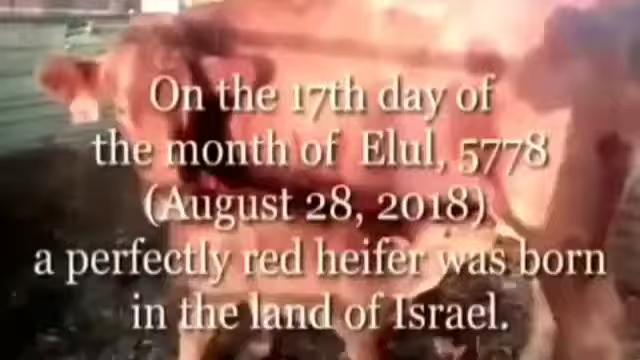 On the 17th day of
the month of Elul, 5778
(August 28, 2018)
a perfectly red heifer was born
in the land of Israel.